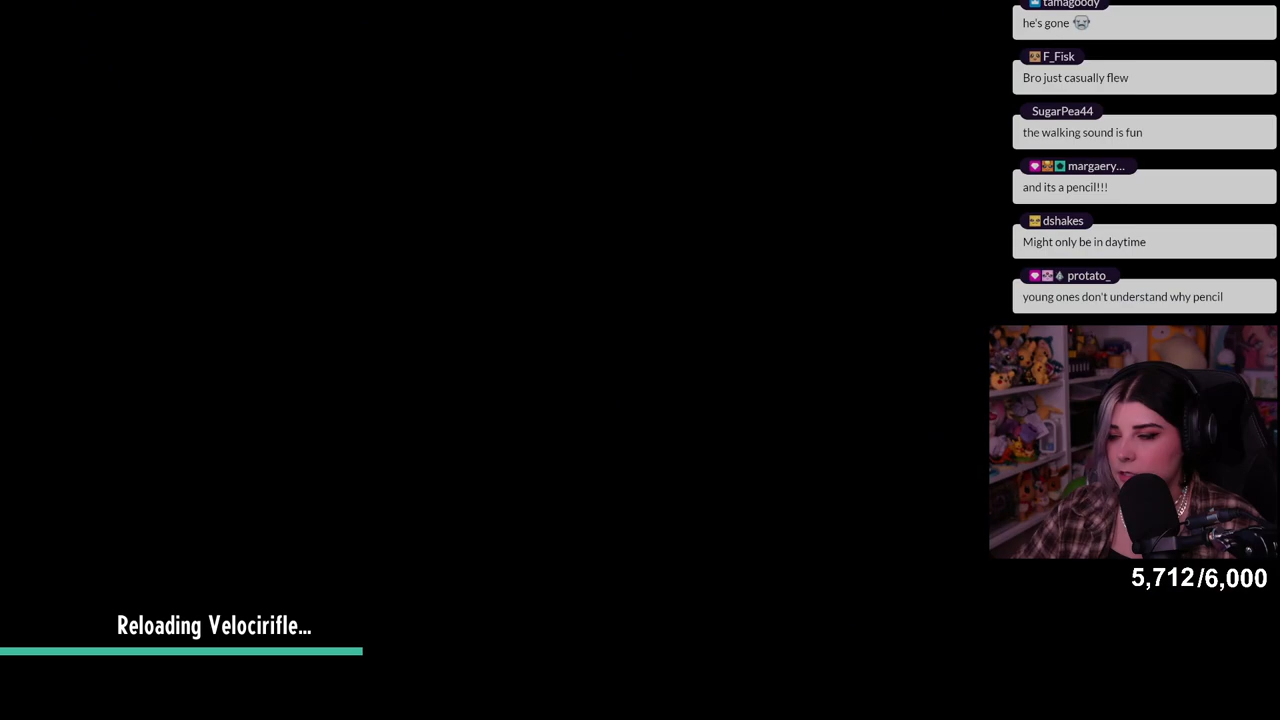 tamagoody
he's gone
F_Fisk
Bro just casually flew
SugarPea44
the walking sound is fun
margaery...
and its a pencil!!!
dshakes
Might only be in daytime
protato_
young ones don't understand why pencil
5,712/6,000
Reloading Velocirifle...